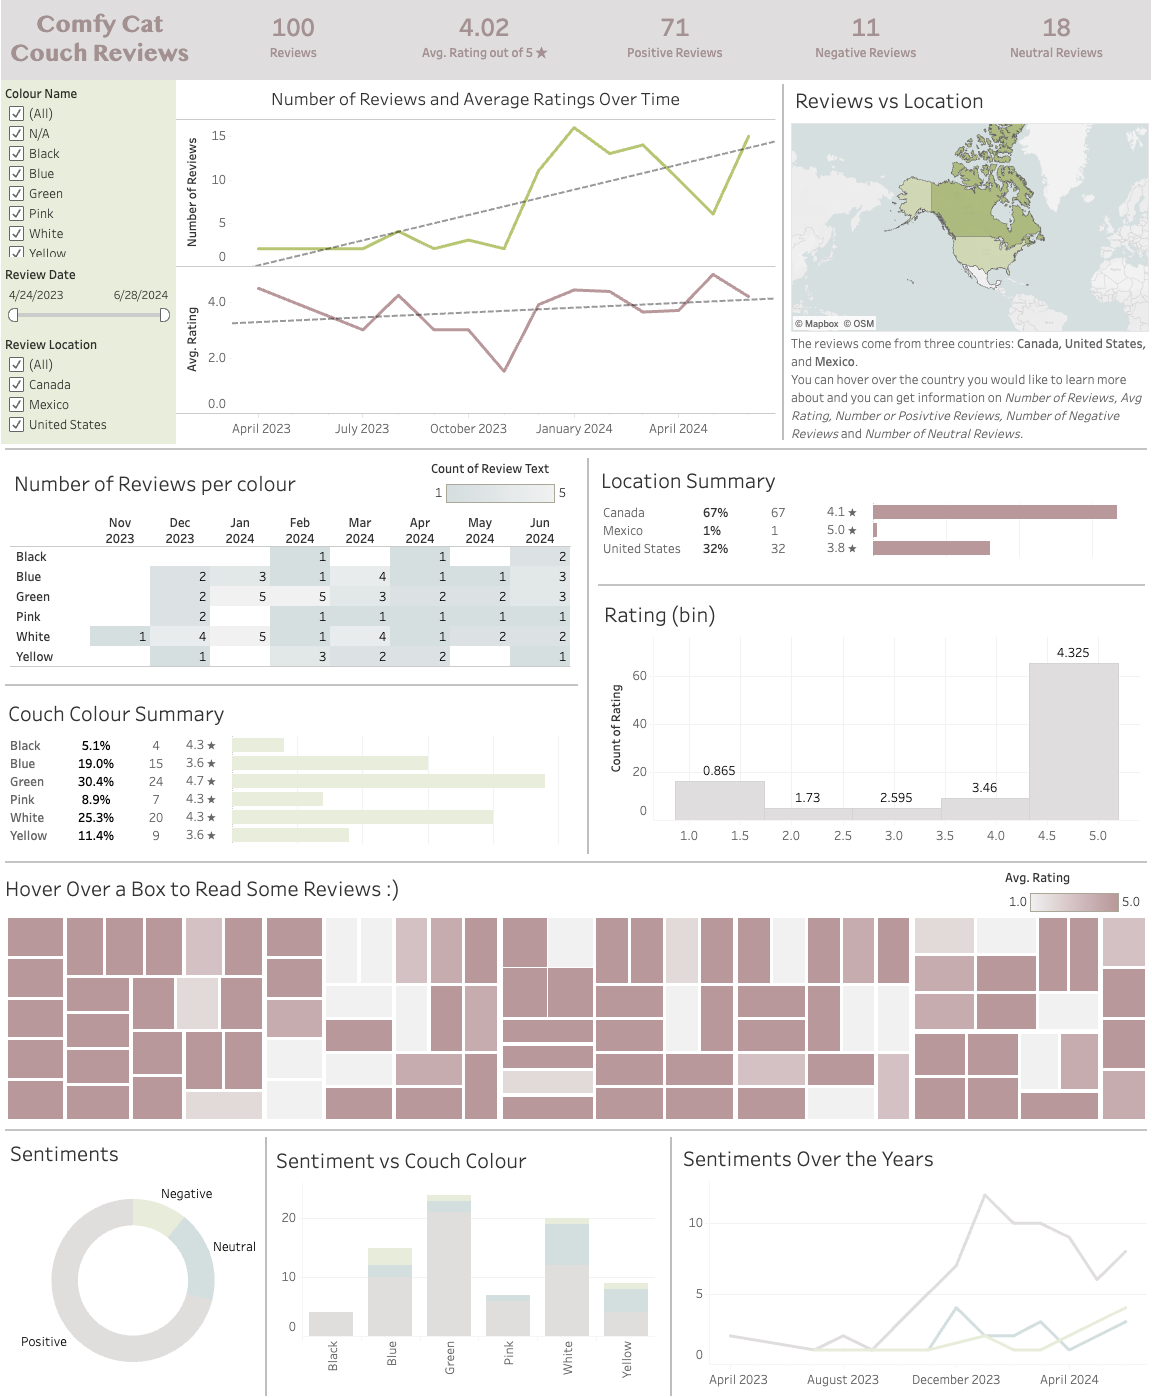 Comfy Cat
Couch Reviews
100
Reviews
4.02
Avg. Rating out of 5 ★
71
Positive Reviews
11
Negative Reviews
18
Neutral Reviews
Colour Name
(All)
N/A
Black
Blue
Green
Pink
White
Yellow
Review Date
4/24/2023 6/28/2024
Review Location
(All)
Canada
Mexico
United States
Number of Reviews and Average Ratings Over Time
Number of Reviews
15
10
5
0
Avg. Rating
4.0
2.0
0.0
April 2023 July 2023 October 2023 January 2024 April 2024
Reviews vs Location
© Mapbox © OSM
The reviews come from three countries: Canada, United States,
and Mexico.
You can hover over the country you would like to learn more
about and you can get information on Number of Reviews, Avg
Rating, Number or Posivtive Reviews, Number of Negative
Reviews and Number of Neutral Reviews.
Number of Reviews per colour
Count of Review Text
1 5
Nov Dec Jan Feb Mar Apr May Jun
2023 2023 2024 2024 2024 2024 2024 2024
Black 1 1 2
Blue 2 3 1 4 1 1 3
Green 2 5 5 3 2 2 3
Pink 2 1 1 1 1 1
White 1 4 5 1 4 1 2 2
Yellow 1 3 2 2 1
Location Summary
Canada 67% 67 4.1 ★
Mexico 1% 1 5.0 ★
United States 32% 32 3.8 ★
Couch Colour Summary
Black 5.1% 4 4.3 ★
Blue 19.0% 15 3.6 ★
Green 30.4% 24 4.7 ★
Pink 8.9% 7 4.3 ★
White 25.3% 20 4.3 ★
Yellow 11.4% 9 3.6 ★
Rating (bin)
Count of Rating
60
40
20
0
0.865
1.73
2.595
3.46
4.325
1.0 1.5 2.0 2.5 3.0 3.5 4.0 4.5 5.0
Hover Over a Box to Read Some Reviews :)
Avg. Rating
1.0 5.0
Sentiments
Negative
Neutral
Positive
Sentiment vs Couch Colour
20
10
0
Black
Blue
Green
Pink
White
Yellow
Sentiments Over the Years
10
5
0
April 2023 August 2023 December 2023 April 2024